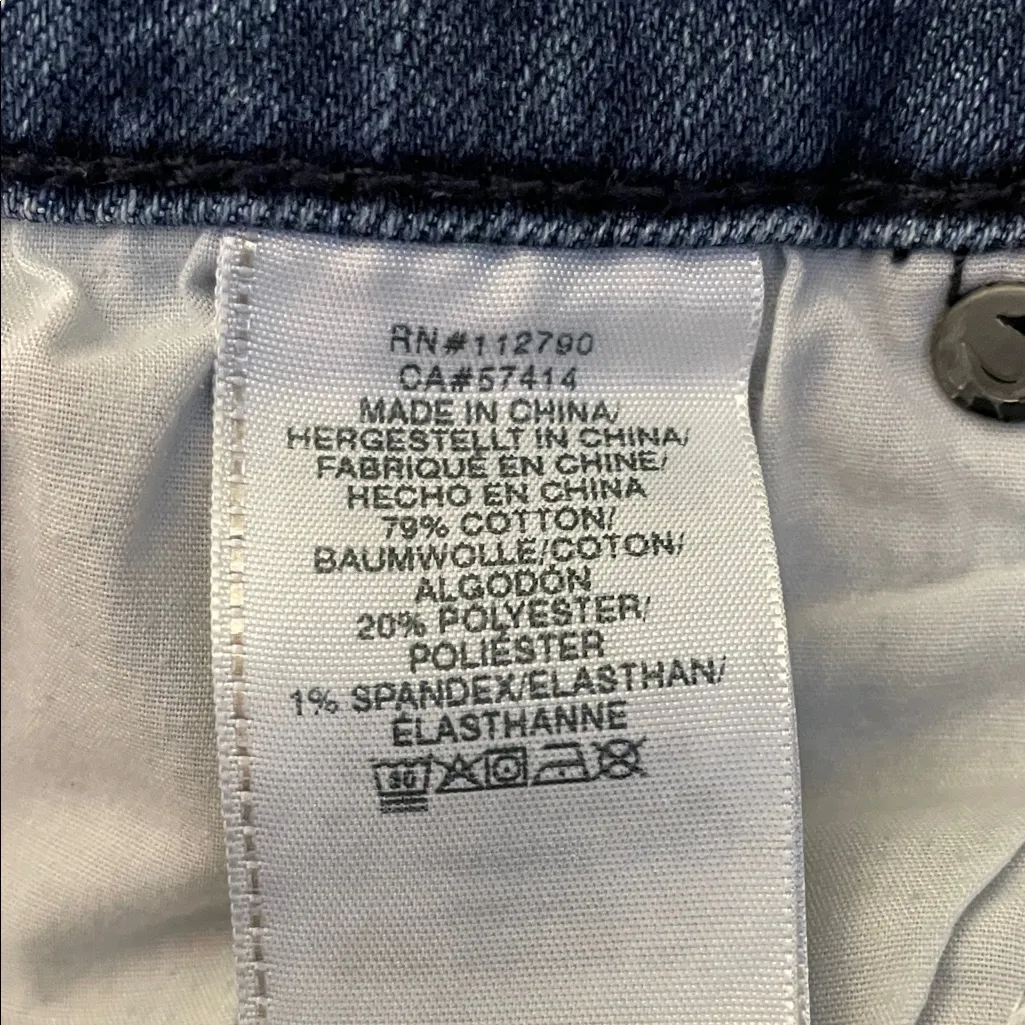 RN#112790
CA#57414
MADE IN CHINA/
HERGESTELLT IN CHINA/
FABRIQUÉ EN CHINE/
HECHO EN CHINA
79% COTTON/
BAUMWOLLE/COTON/
ALGODÓN
20% POLYESTER/
POLIÉSTER
1% SPANDEX/ELASTHAN/
ÉLASTHANNE
30